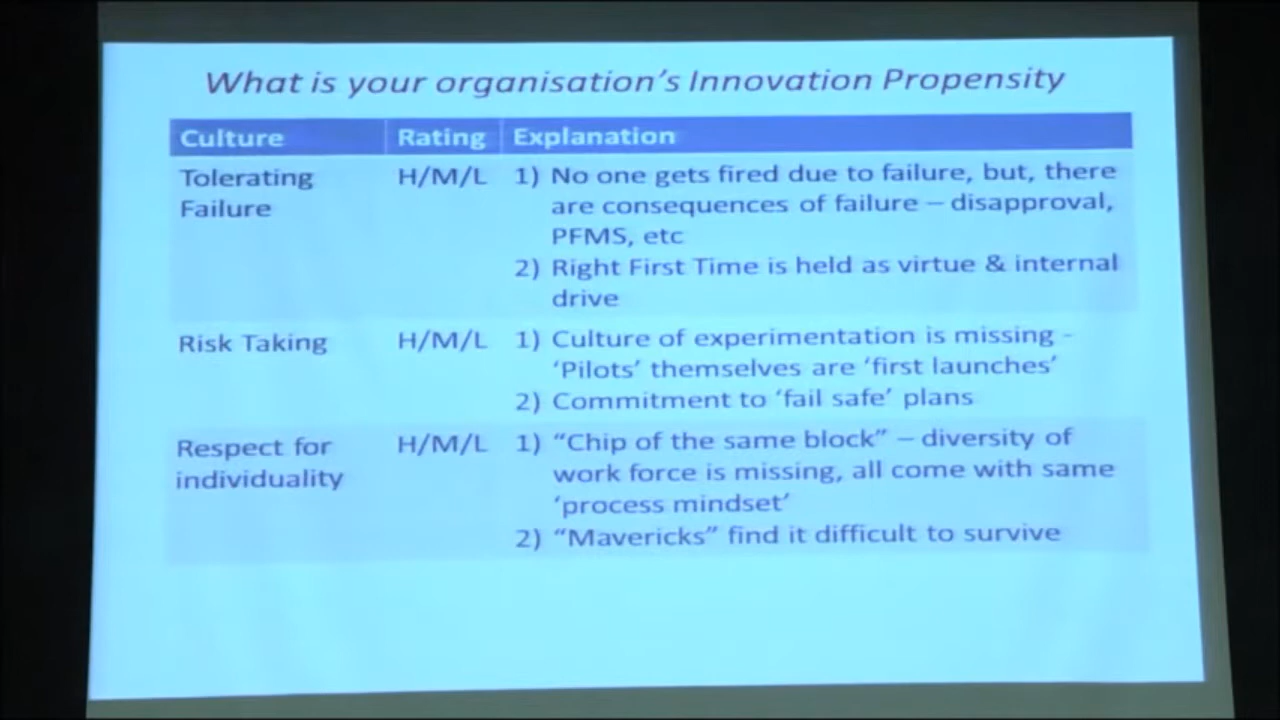 What is your organisation's Innovation Propensity
Culture Rating Explanation
Tolerating Failure H/M/L 1) No one gets fired due to failure, but, there
are consequences of failure – disapproval,
PFMS, etc
2) Right First Time is held as virtue & internal
drive
Risk Taking H/M/L 1) Culture of experimentation is missing -
'Pilots' themselves are 'first launches'
2) Commitment to 'fail safe' plans
Respect for individuality H/M/L 1) "Chip of the same block" – diversity of
work force is missing, all come with same
'process mindset'
2) "Mavericks" find it difficult to survive